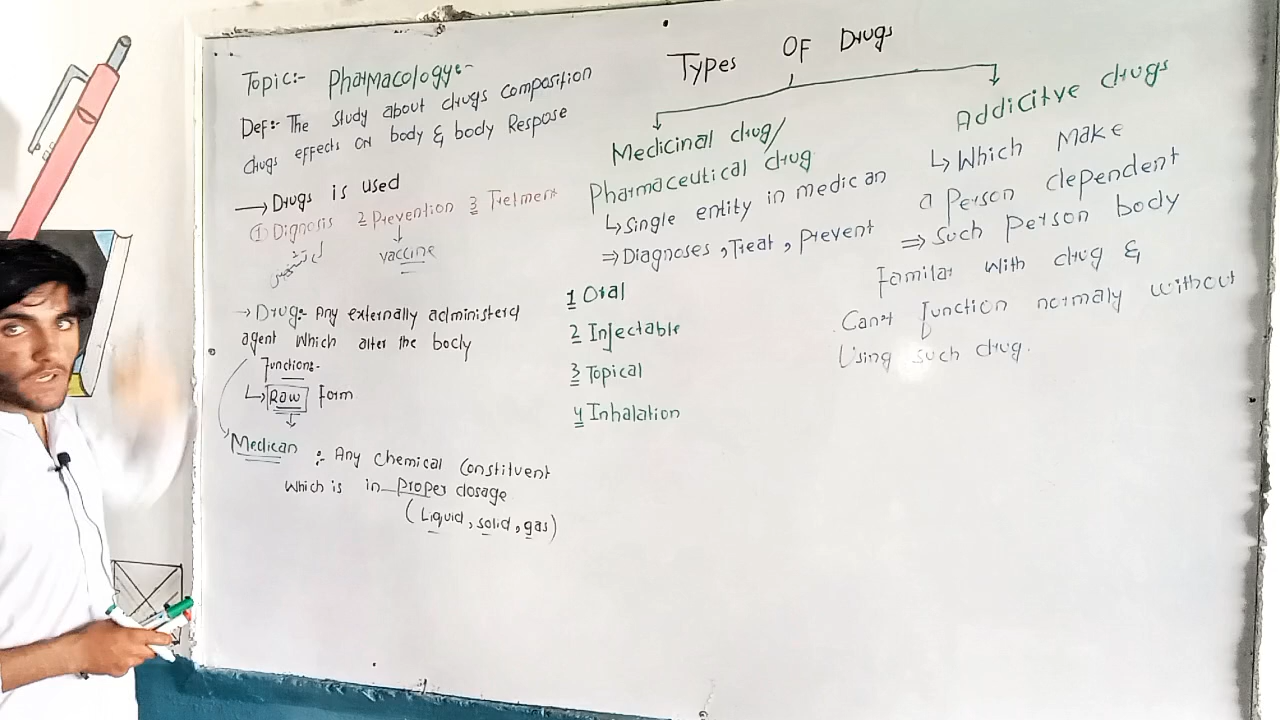 Topic:- Pharmacology:-
Def:- The study about drugs composition
drugs effects on body & body Respose
→ Drugs is used
① Dignosis 2 Prevention 3 Tretment
تشخیص
vaccine
→ Drug:- Any externally administerd
agent which alter the body
Function:-
↳ Raw form
Medican :- Any Chemical Constituent
which is in proper dosage
(Liquid, solid, gas)
Types OF Drugs
Medicinal drug/
Pharmaceutical drug
↳ Single entity in medican
⇒ Diagnoses, Treat, Prevent
1 Oral
2 Injectable
3 Topical
4 Inhalation
Addicitve drugs
↳ Which Make
a Person dependent
⇒ Such Person body
Familar with drug &
Can't function normaly without
Using such drug.